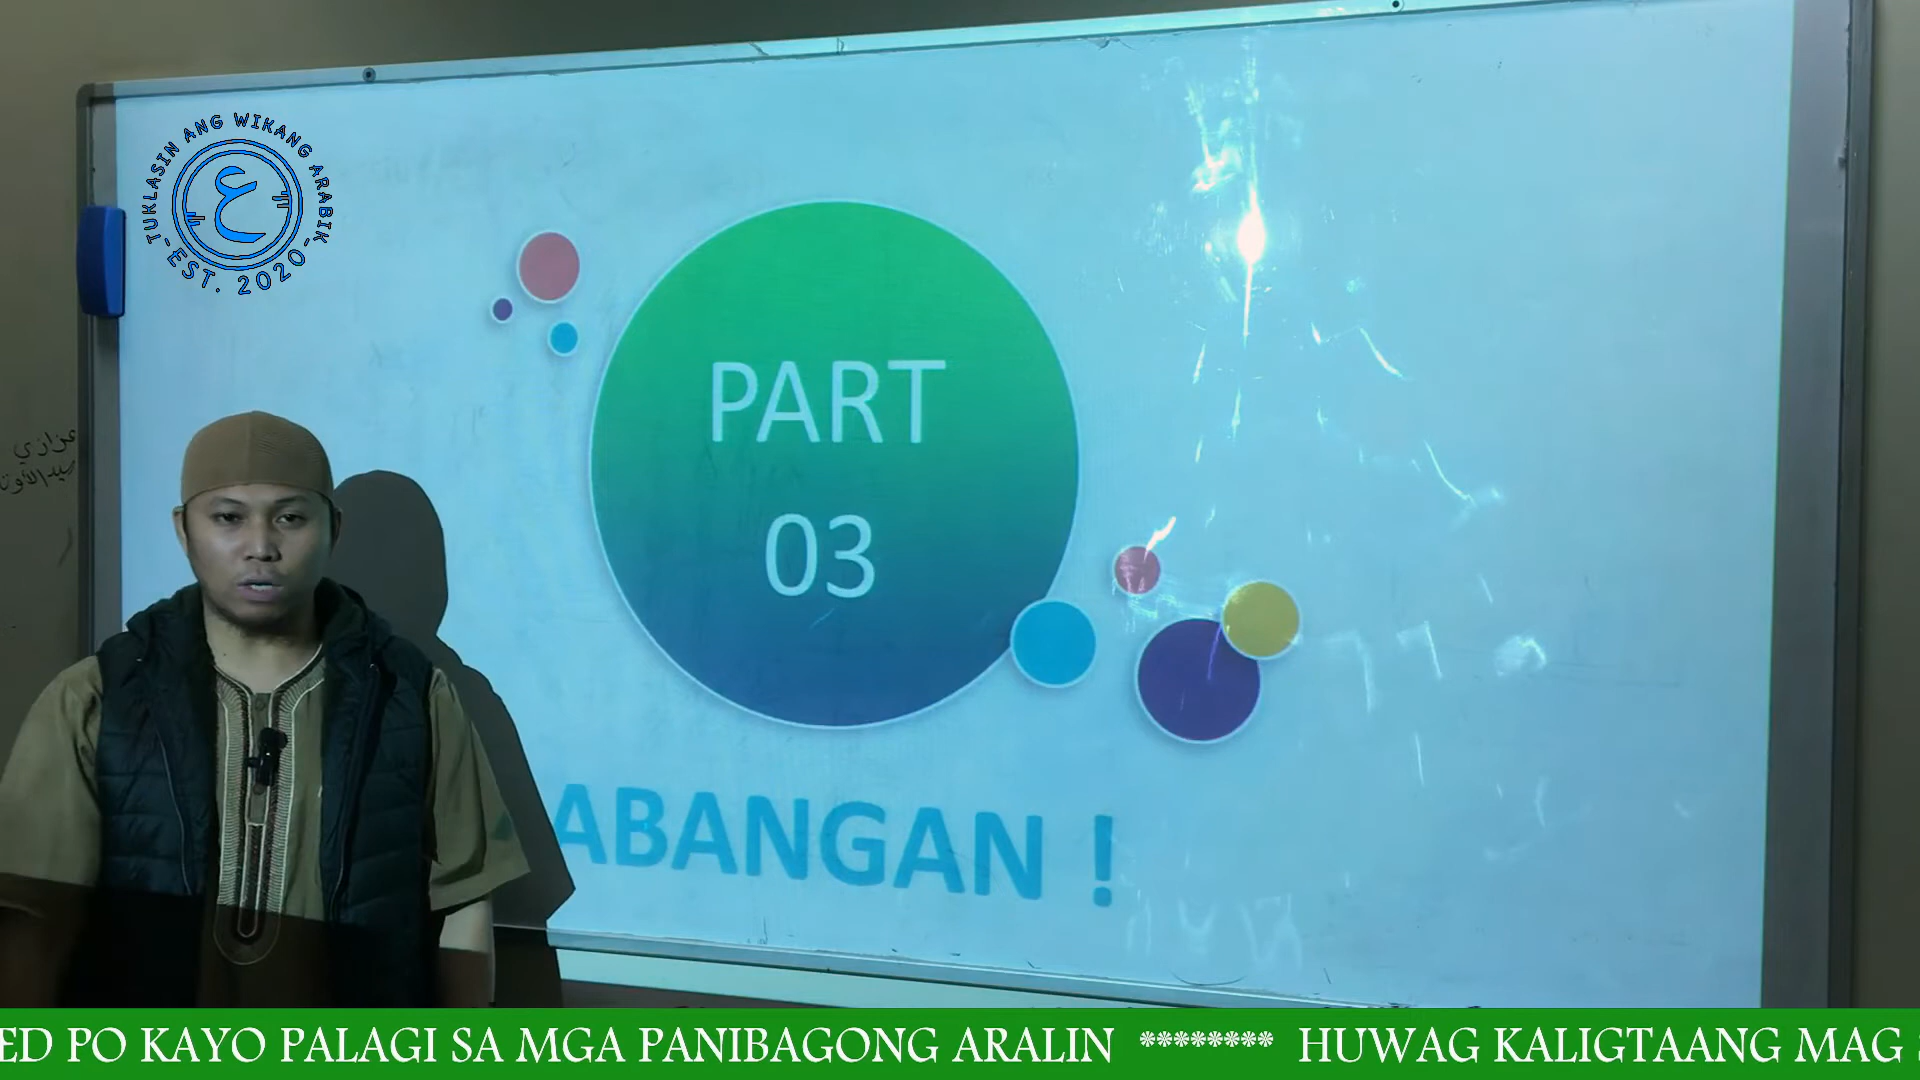 TUKLASIN ANG WIKANG ARABIK
ع
-EST. 2020-
PART
03
ABANGAN !
ED PO KAYO PALAGI SA MGA PANIBAGONG ARALIN ******** HUWAG KALIGTAANG MAG